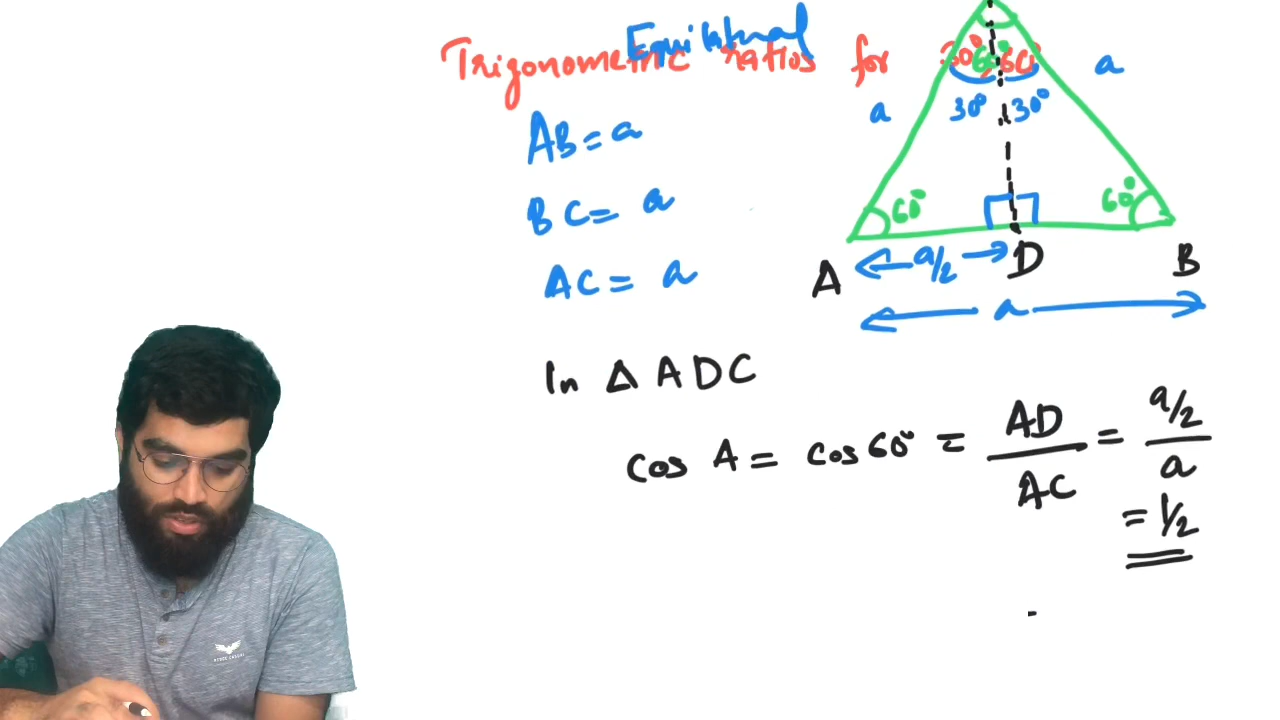 Equilateral
Trigonometric ratios for 30° 60°
60°
a
a
30° 30°
AB = a
BC = a
AC = a
60° 60°
A a/2 D B
a
In Δ ADC
cos A = cos 60° = AD/AC = a/2/a
= 1/2